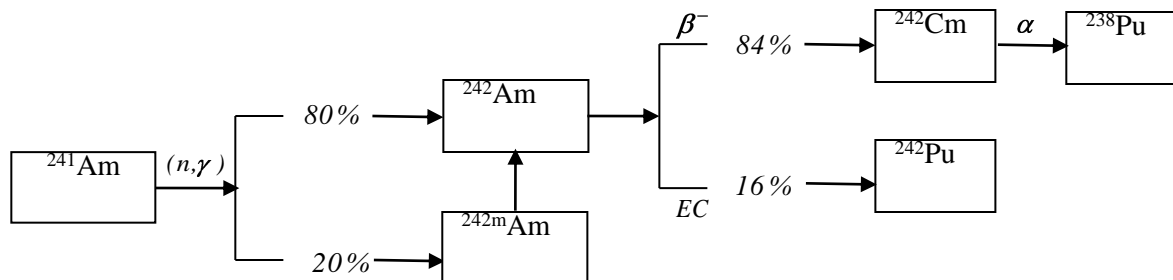 β⁻ 84% ²⁴²Cm α ²³⁸Pu
80% ²⁴²Am
²⁴¹Am (n,γ)
²⁴²Pu
EC 16%
20% ²⁴²ᵐAm